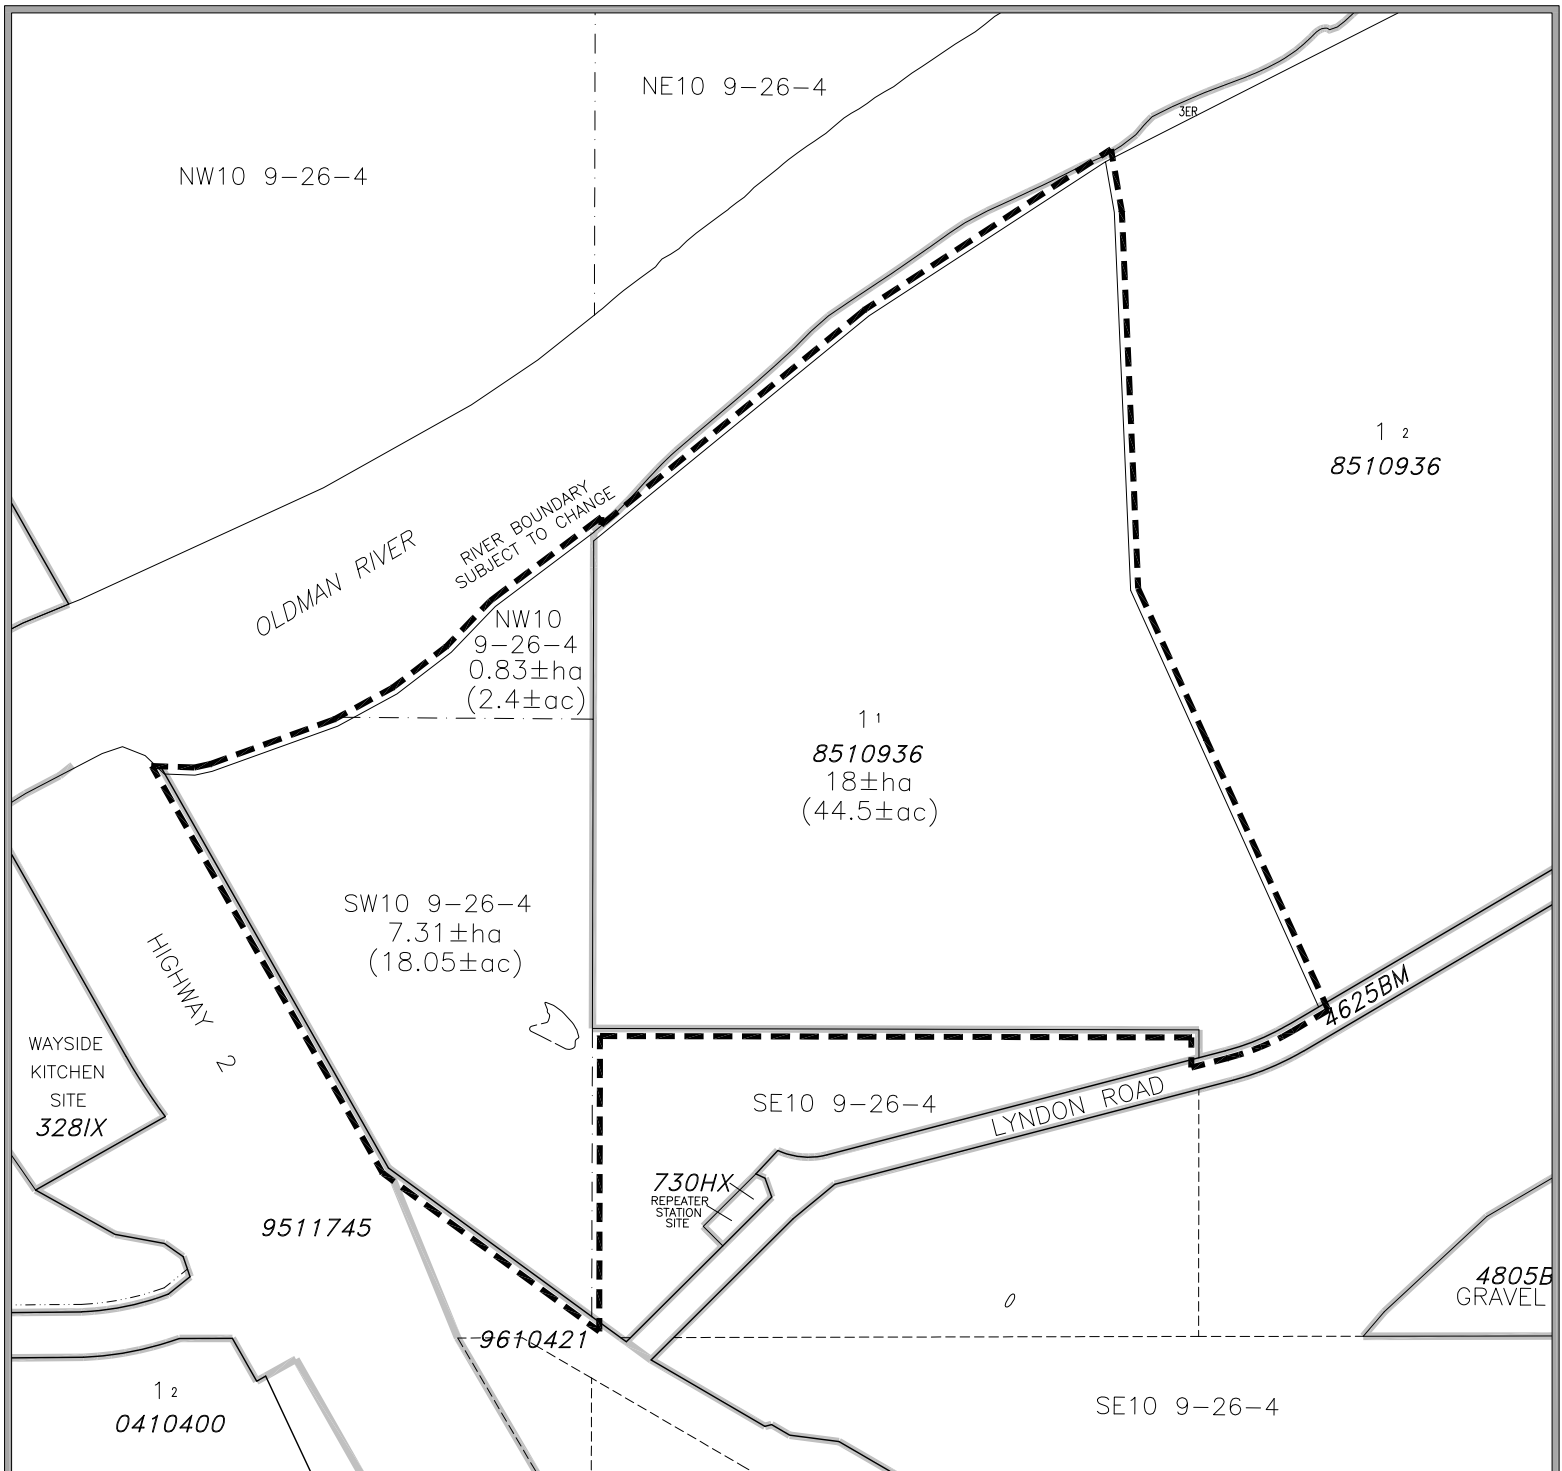 NE10 9-26-4
3ER
NW10 9-26-4
1 2
8510936
RIVER BOUNDARY
SUBJECT TO CHANGE
OLDMAN RIVER
NW10
9-26-4
0.83±ha
(2.4±ac)
1 1
8510936
18±ha
(44.5±ac)
SW10 9-26-4
7.31±ha
(18.05±ac)
HIGHWAY 2
4625BM
WAYSIDE
KITCHEN
SITE
328IX
SE10 9-26-4
LYNDON ROAD
730HX
REPEATER
STATION
SITE
9511745
4805B
GRAVEL
0
9610421
1 2
0410400
SE10 9-26-4